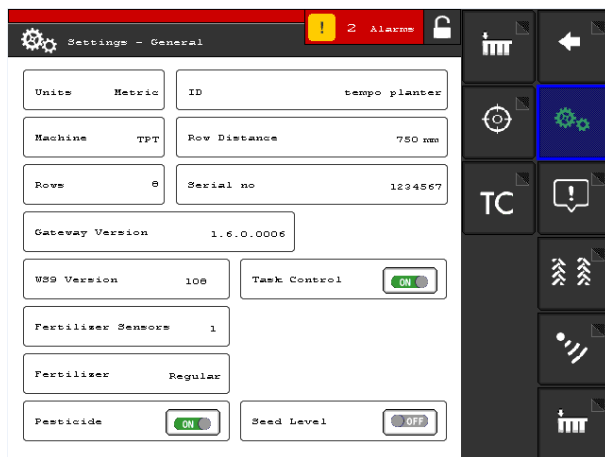 2 Alarms
Settings - General
Units Metric
ID tempo planter
Machine TPT
Row Distance 750 mm
Rows 8
Serial no 1234567
TC
Gateway Version 1.6.0.0006
WS9 Version 108
Task Control ON
Fertilizer Sensors 1
Fertilizer Regular
Pesticide ON
Seed Level OFF